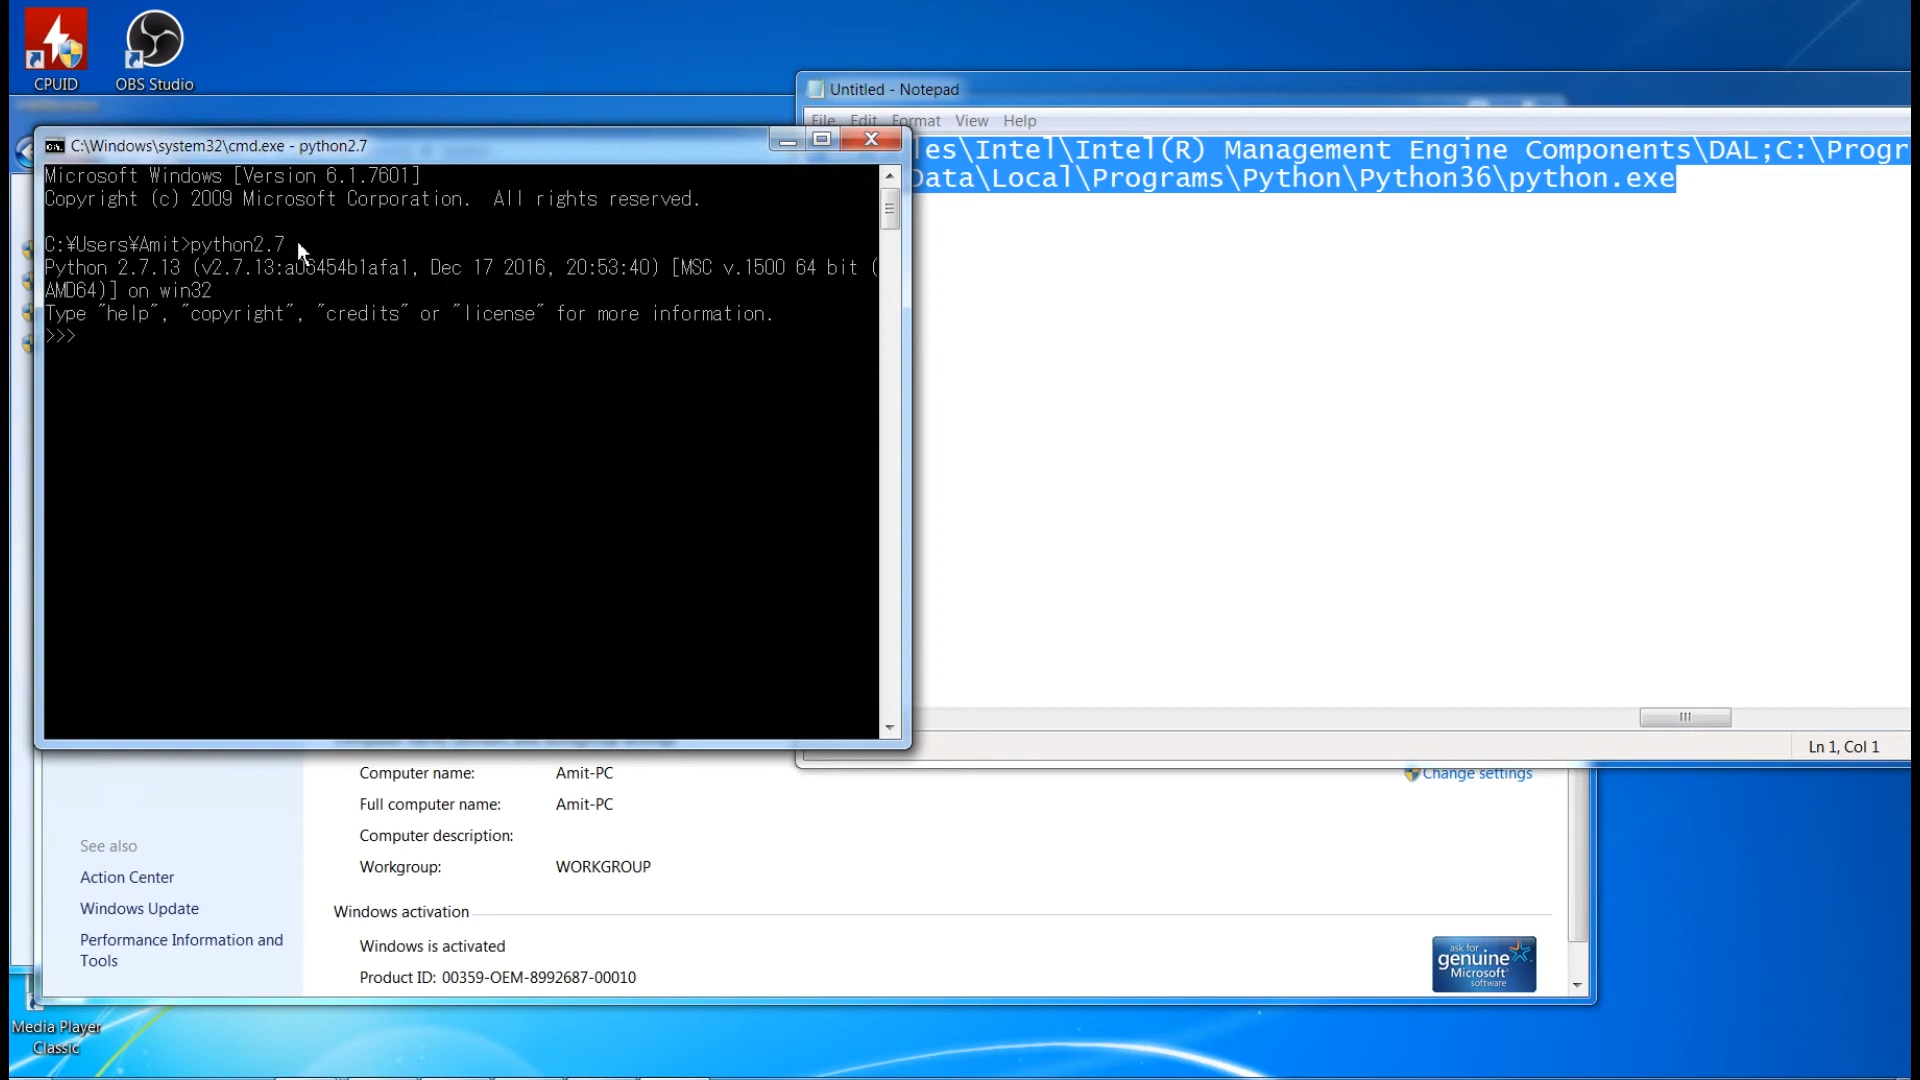 CPUID
OBS Studio
Untitled - Notepad
File Edit Format View Help
les\Intel\Intel(R) Management Engine Components\DAL;C:\Progr
Data\Local\Programs\Python\Python36\python.exe
C:\Windows\system32\cmd.exe - python2.7
Microsoft Windows [Version 6.1.7601]
Copyright (c) 2009 Microsoft Corporation.  All rights reserved.
C:¥Users¥Amit>python2.7
Python 2.7.13 (v2.7.13:a06454b1afa1, Dec 17 2016, 20:53:40) [MSC v.1500 64 bit (
AMD64)] on win32
Type "help", "copyright", "credits" or "license" for more information.
>>>
Ln 1, Col 1
Computer name: Amit-PC
Change settings
Full computer name: Amit-PC
Computer description:
Workgroup: WORKGROUP
See also
Action Center
Windows Update
Performance Information and
Tools
Windows activation
Windows is activated
Product ID: 00359-OEM-8992687-00010
ask for
genuine
Microsoft
software
Media Player
Classic